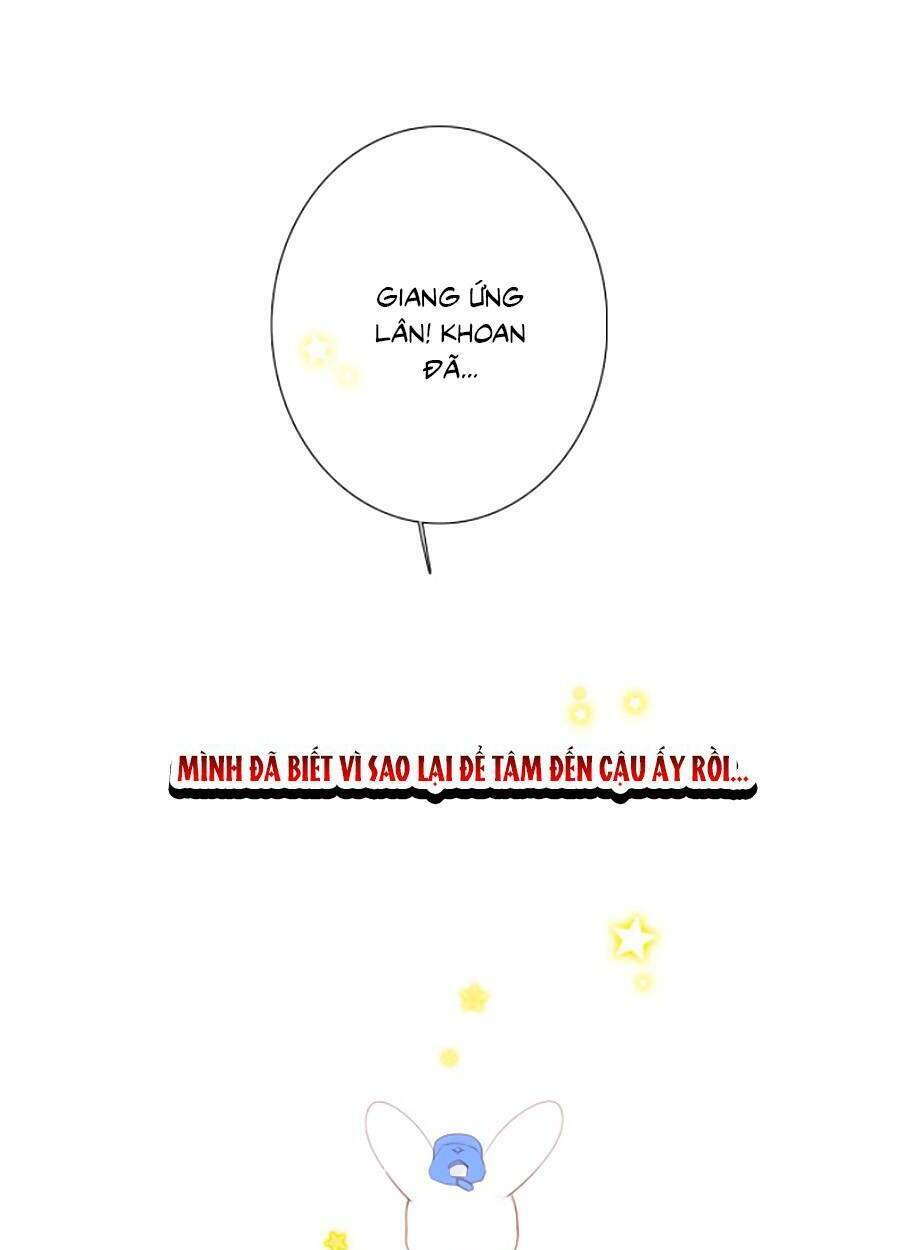 GIANG ỨNG
LÂN! KHOAN
ĐÃ...
MÌNH ĐÃ BIẾT VÌ SAO LẠI ĐỂ TÂM ĐẾN CẬU ẤY RỒI...